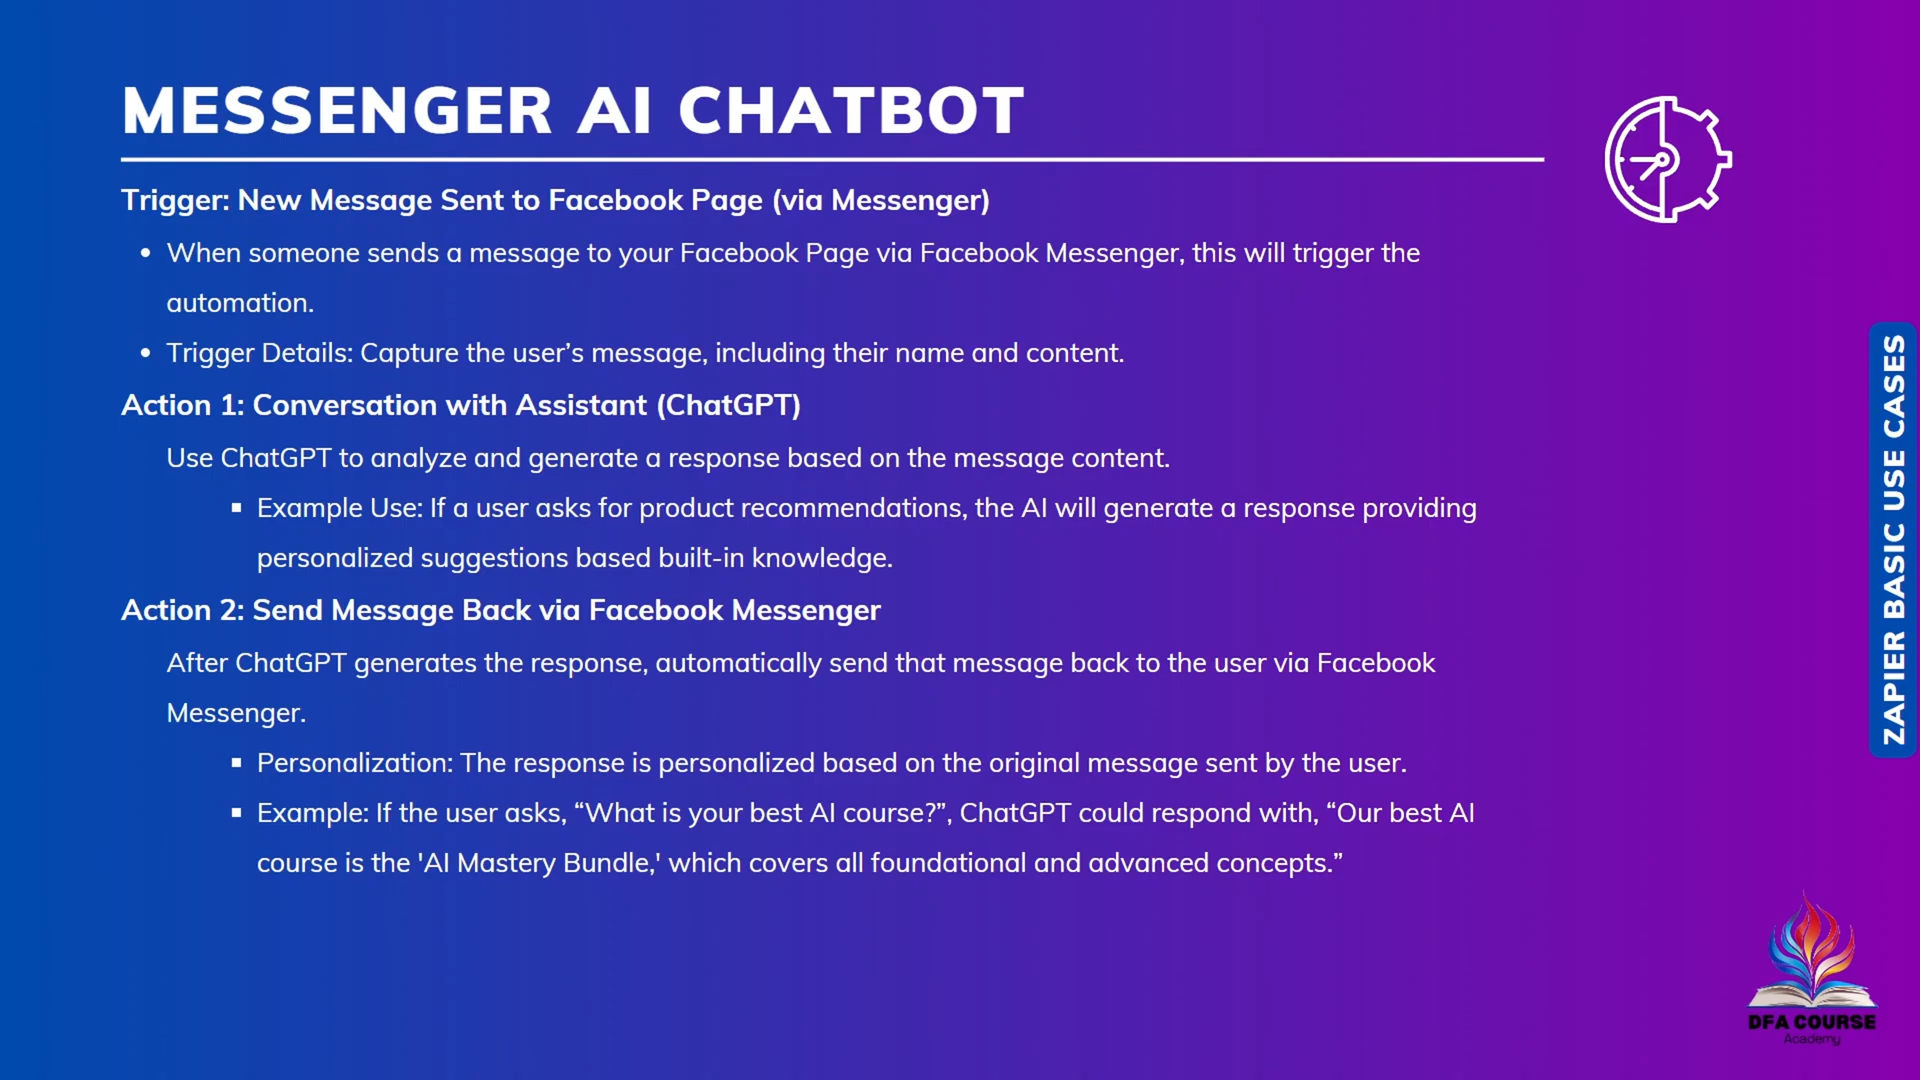 MESSENGER AI CHATBOT
Trigger: New Message Sent to Facebook Page (via Messenger)
• When someone sends a message to your Facebook Page via Facebook Messenger, this will trigger the
automation.
• Trigger Details: Capture the user’s message, including their name and content.
Action 1: Conversation with Assistant (ChatGPT)
Use ChatGPT to analyze and generate a response based on the message content.
▪ Example Use: If a user asks for product recommendations, the AI will generate a response providing
personalized suggestions based built-in knowledge.
Action 2: Send Message Back via Facebook Messenger
After ChatGPT generates the response, automatically send that message back to the user via Facebook
Messenger.
▪ Personalization: The response is personalized based on the original message sent by the user.
▪ Example: If the user asks, “What is your best AI course?”, ChatGPT could respond with, “Our best AI
course is the 'AI Mastery Bundle,' which covers all foundational and advanced concepts.”
ZAPIER BASIC USE CASES
DFA COURSE
Academy